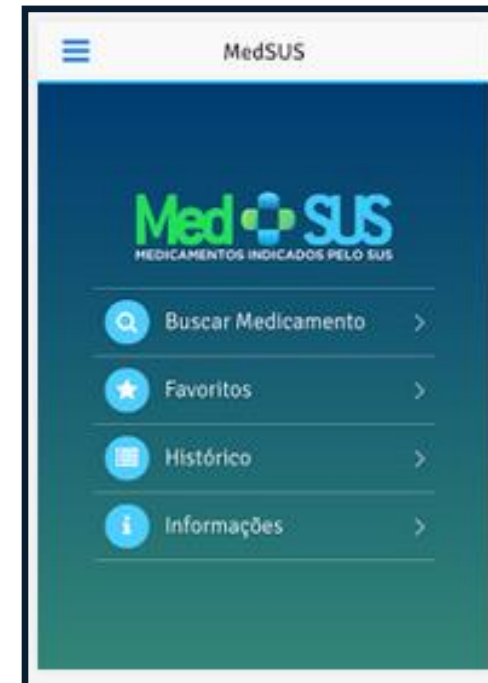 MedSUS
Med SUS
MEDICAMENTOS INDICADOS PELO SUS
Buscar Medicamento
Favoritos
Histórico
Informações